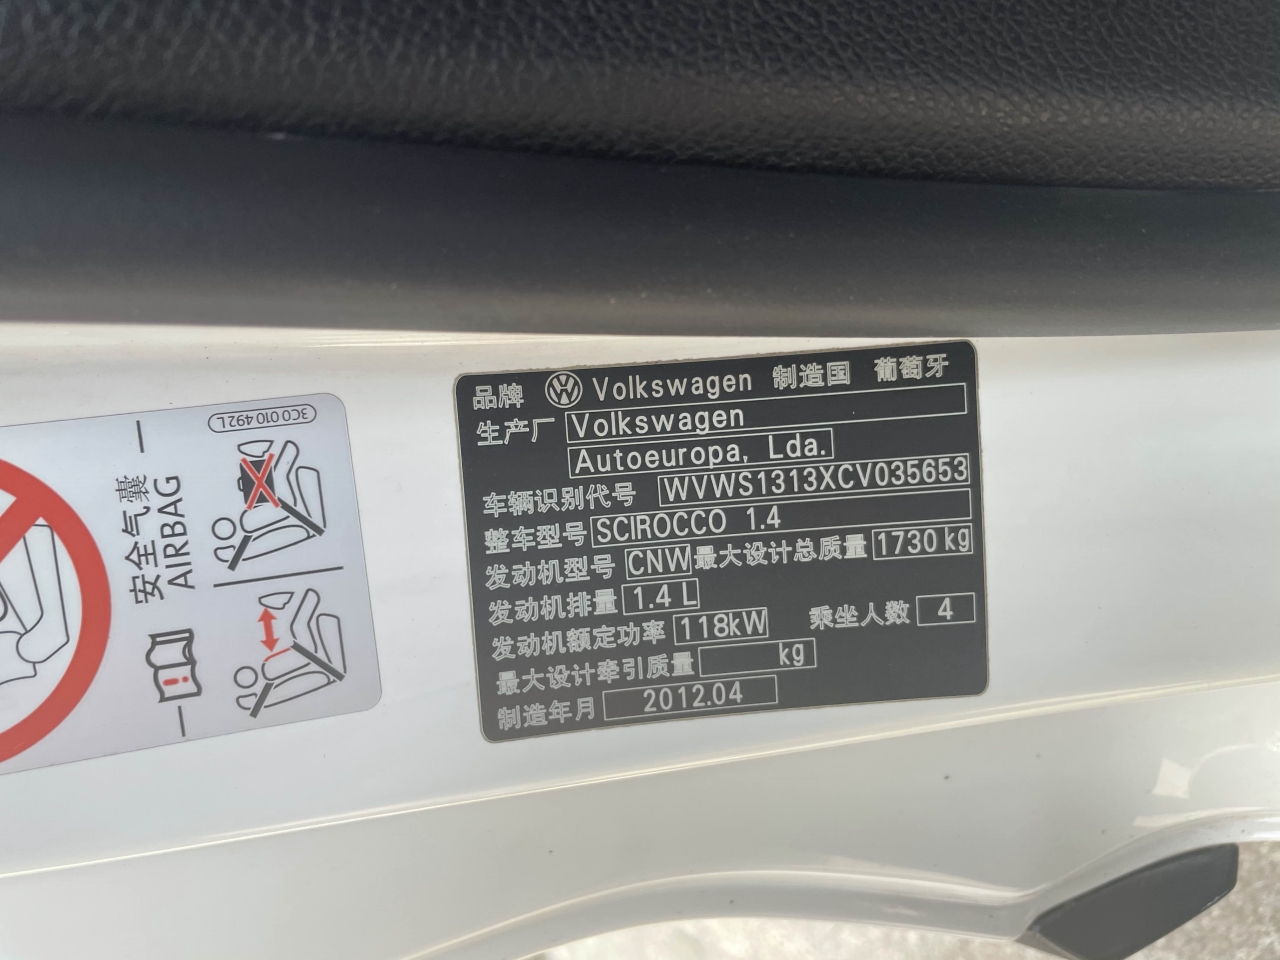 3C0 010 492 L
安全气囊
AIRBAG
品牌 Volkswagen 制造国 葡萄牙
生产厂 Volkswagen
Autoeuropa, Lda.
车辆识别代号 WVWS1313XCV035653
整车型号 SCIROCCO 1.4
发动机型号 CNW 最大设计总质量 1730 kg
发动机排量 1.4 L
发动机额定功率 118kW 乘坐人数 4
最大设计牵引质量 kg
制造年月 2012.04